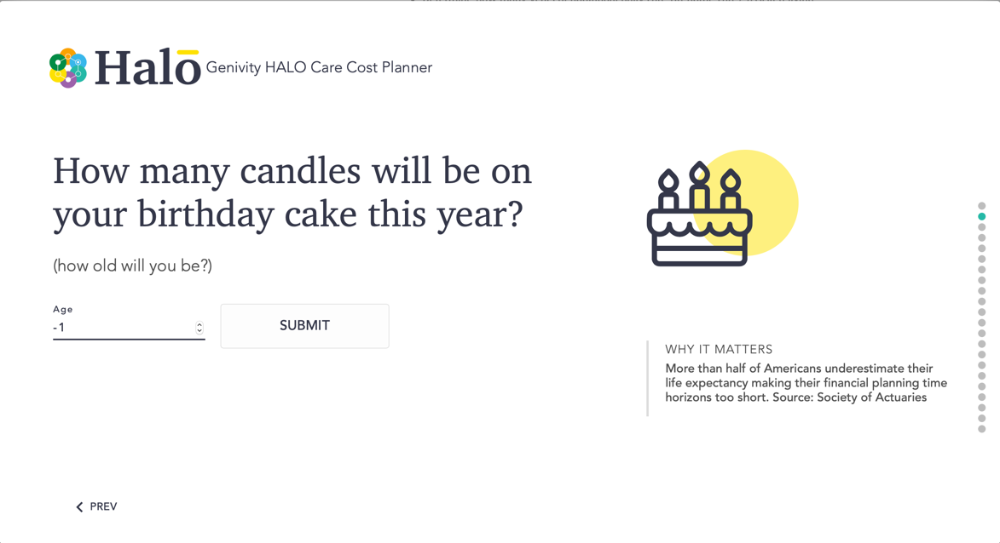 Halō Genivity HALO Care Cost Planner
How many candles will be on
your birthday cake this year?
(how old will you be?)
Age
-1
SUBMIT
WHY IT MATTERS
More than half of Americans underestimate their
life expectancy making their financial planning time
horizons too short. Source: Society of Actuaries
PREV